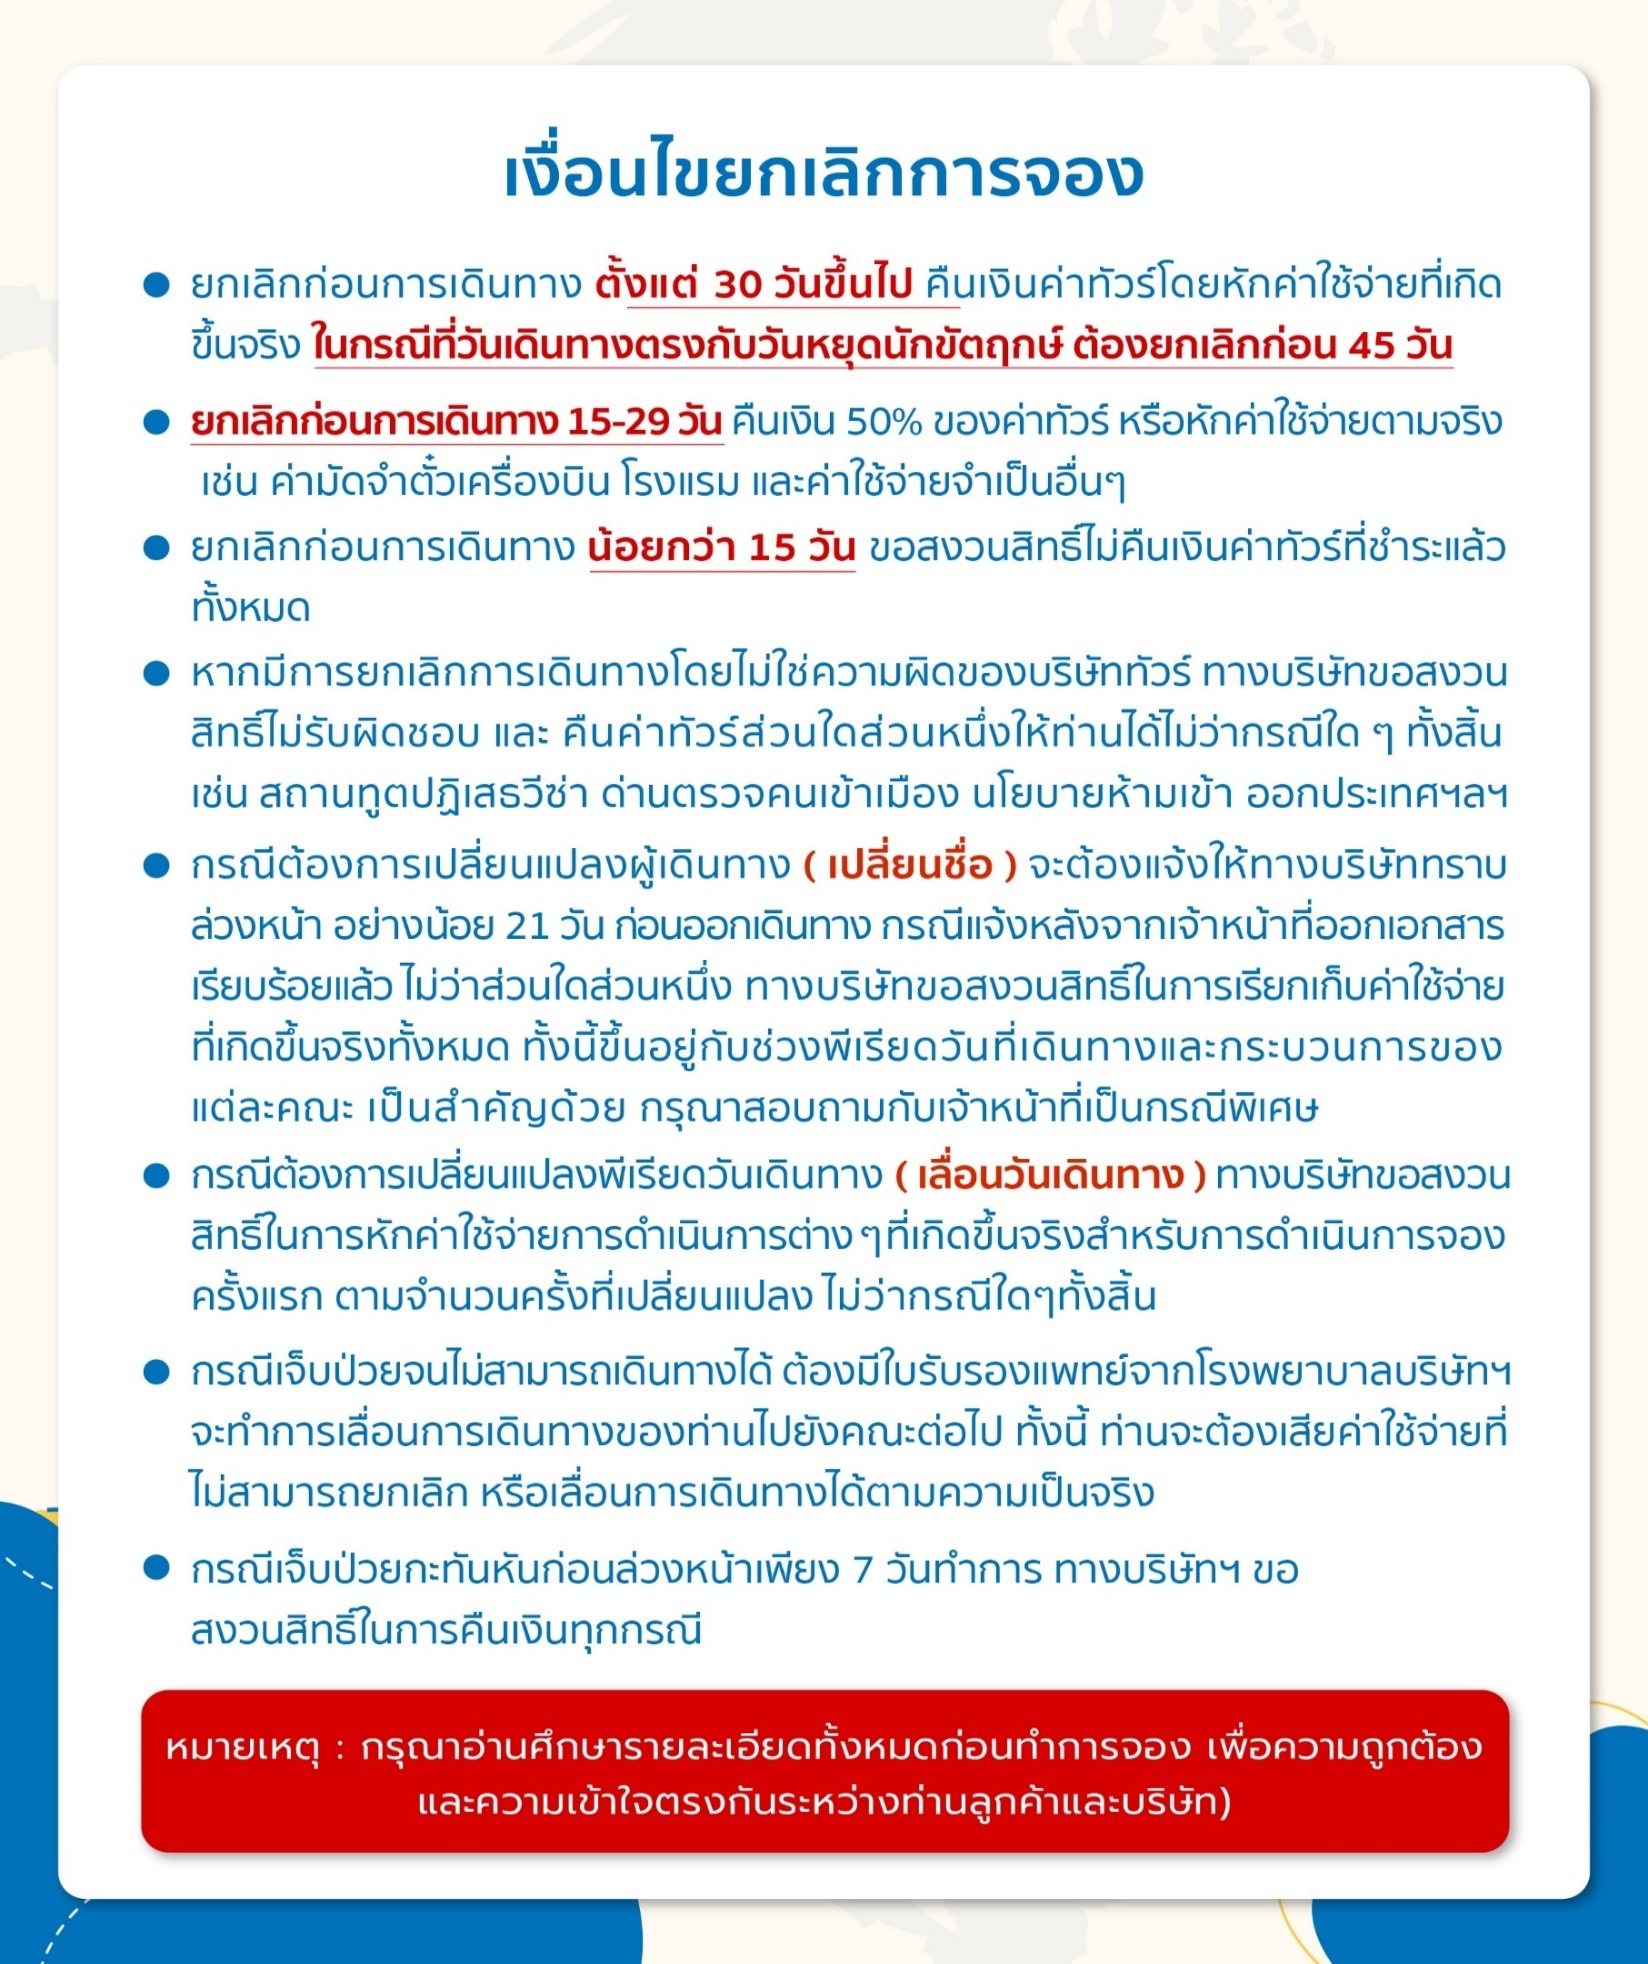 เงื่อนไขยกเลิกการจอง
● ยกเลิกก่อนการเดินทาง ตั้งแต่ 30 วันขึ้นไป คืนเงินค่าทัวร์โดยหักค่าใช้จ่ายที่เกิด
ขึ้นจริง ในกรณีที่วันเดินทางตรงกับวันหยุดนักขัตฤกษ์ ต้องยกเลิกก่อน 45 วัน
● ยกเลิกก่อนการเดินทาง 15-29 วัน คืนเงิน 50% ของค่าทัวร์ หรือหักค่าใช้จ่ายตามจริง
เช่น ค่ามัดจำตั๋วเครื่องบิน โรงแรม และค่าใช้จ่ายจำเป็นอื่นๆ
● ยกเลิกก่อนการเดินทาง น้อยกว่า 15 วัน ขอสงวนสิทธิ์ไม่คืนเงินค่าทัวร์ที่ชำระแล้ว
ทั้งหมด
● หากมีการยกเลิกการเดินทางโดยไม่ใช่ความผิดของบริษัททัวร์ ทางบริษัทขอสงวน
สิทธิ์ไม่รับผิดชอบ และ คืนค่าทัวร์ส่วนใดส่วนหนึ่งให้ท่านได้ไม่ว่ากรณีใด ๆ ทั้งสิ้น
เช่น สถานทูตปฏิเสธวีซ่า ด่านตรวจคนเข้าเมือง นโยบายห้ามเข้า ออกประเทศฯลฯ
● กรณีต้องการเปลี่ยนแปลงผู้เดินทาง ( เปลี่ยนชื่อ ) จะต้องแจ้งให้ทางบริษัททราบ
ล่วงหน้า อย่างน้อย 21 วัน ก่อนออกเดินทาง กรณีแจ้งหลังจากเจ้าหน้าที่ออกเอกสาร
เรียบร้อยแล้ว ไม่ว่าส่วนใดส่วนหนึ่ง ทางบริษัทขอสงวนสิทธิ์ในการเรียกเก็บค่าใช้จ่าย
ที่เกิดขึ้นจริงทั้งหมด ทั้งนี้ขึ้นอยู่กับช่วงพีเรียดวันที่เดินทางและกระบวนการของ
แต่ละคณะ เป็นสำคัญด้วย กรุณาสอบถามกับเจ้าหน้าที่เป็นกรณีพิเศษ
● กรณีต้องการเปลี่ยนแปลงพีเรียดวันเดินทาง ( เลื่อนวันเดินทาง ) ทางบริษัทขอสงวน
สิทธิ์ในการหักค่าใช้จ่ายการดำเนินการต่าง ๆที่เกิดขึ้นจริงสำหรับการดำเนินการจอง
ครั้งแรก ตามจำนวนครั้งที่เปลี่ยนแปลง ไม่ว่ากรณีใดๆทั้งสิ้น
● กรณีเจ็บป่วยจนไม่สามารถเดินทางได้ ต้องมีใบรับรองแพทย์จากโรงพยาบาลบริษัทฯ
จะทำการเลื่อนการเดินทางของท่านไปยังคณะต่อไป ทั้งนี้ ท่านจะต้องเสียค่าใช้จ่ายที่
ไม่สามารถยกเลิก หรือเลื่อนการเดินทางได้ตามความเป็นจริง
● กรณีเจ็บป่วยกะทันหันก่อนล่วงหน้าเพียง 7 วันทำการ ทางบริษัทฯ ขอ
สงวนสิทธิ์ในการคืนเงินทุกกรณี
หมายเหตุ : กรุณาอ่านศึกษารายละเอียดทั้งหมดก่อนทำการจอง เพื่อความถูกต้อง
และความเข้าใจตรงกันระหว่างท่านลูกค้าและบริษัท)